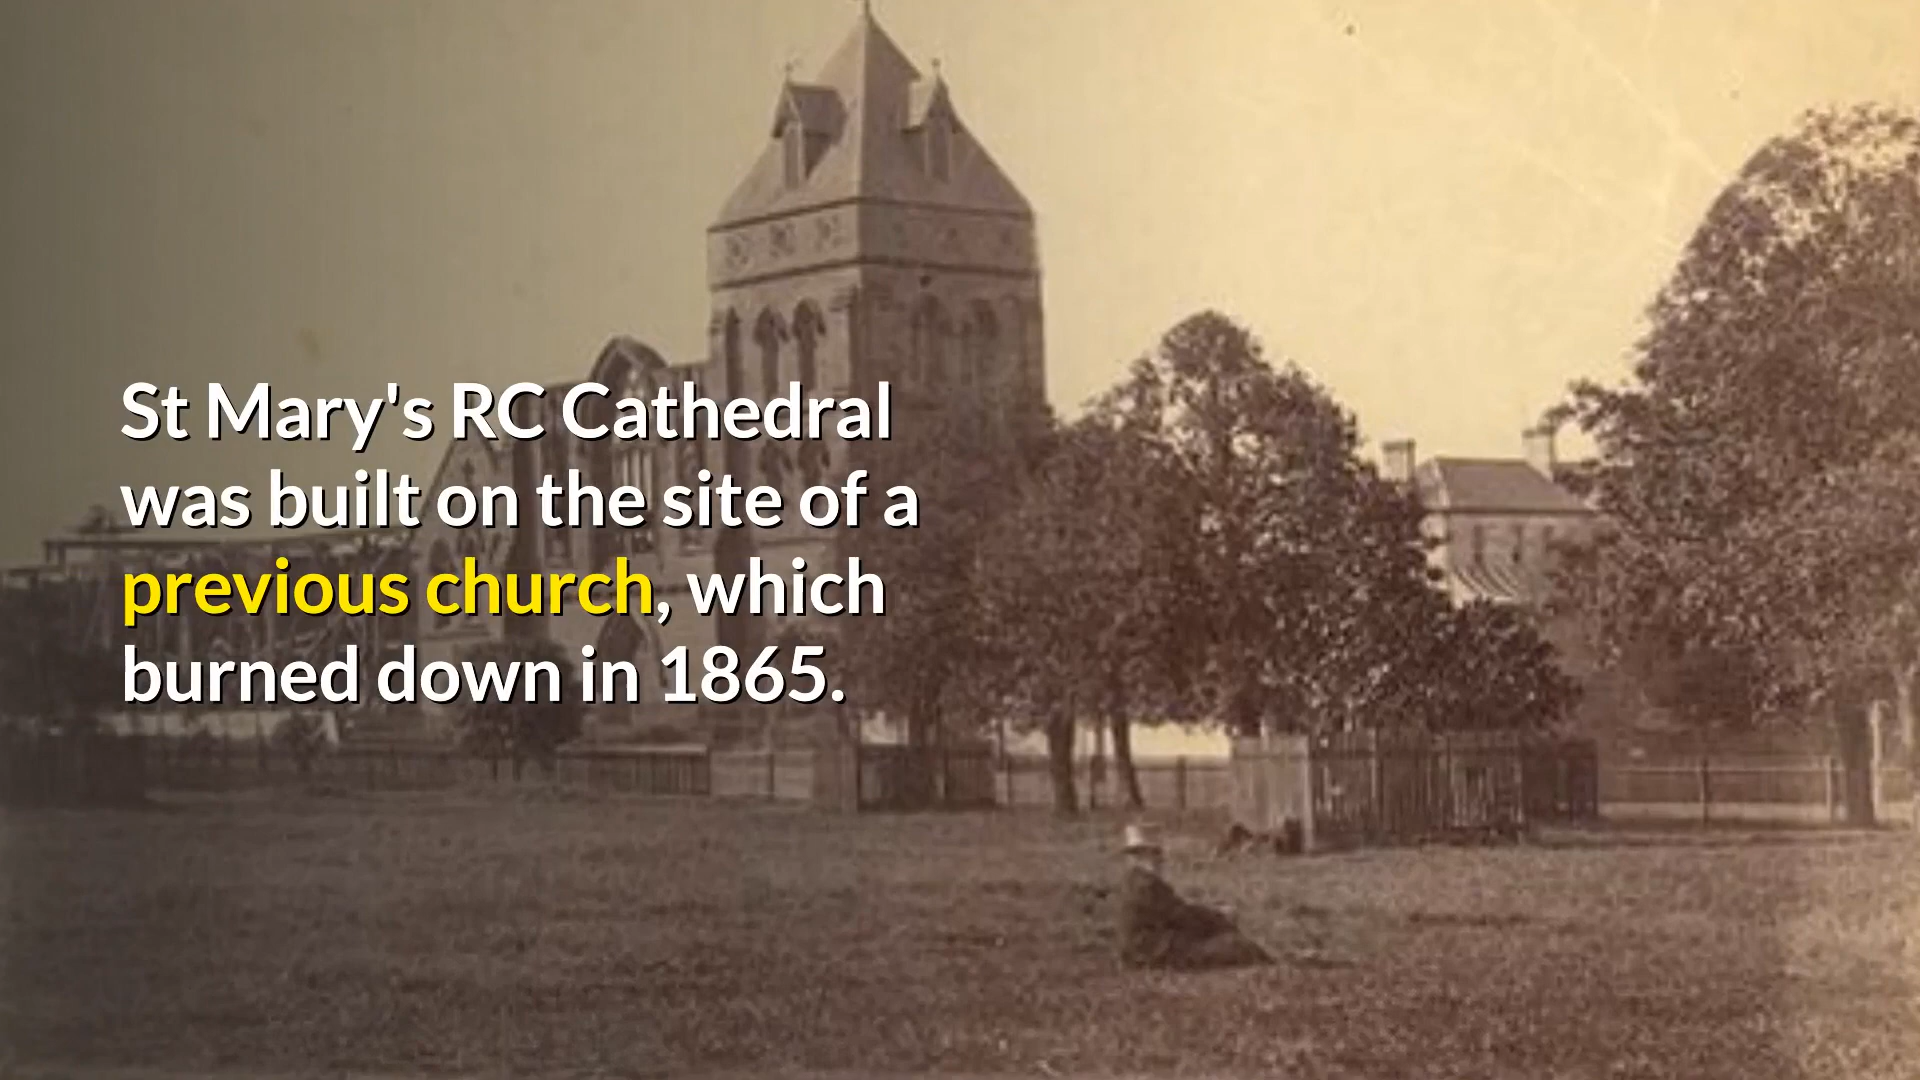 St Mary's RC Cathedral
was built on the site of a
previous church, which
burned down in 1865.